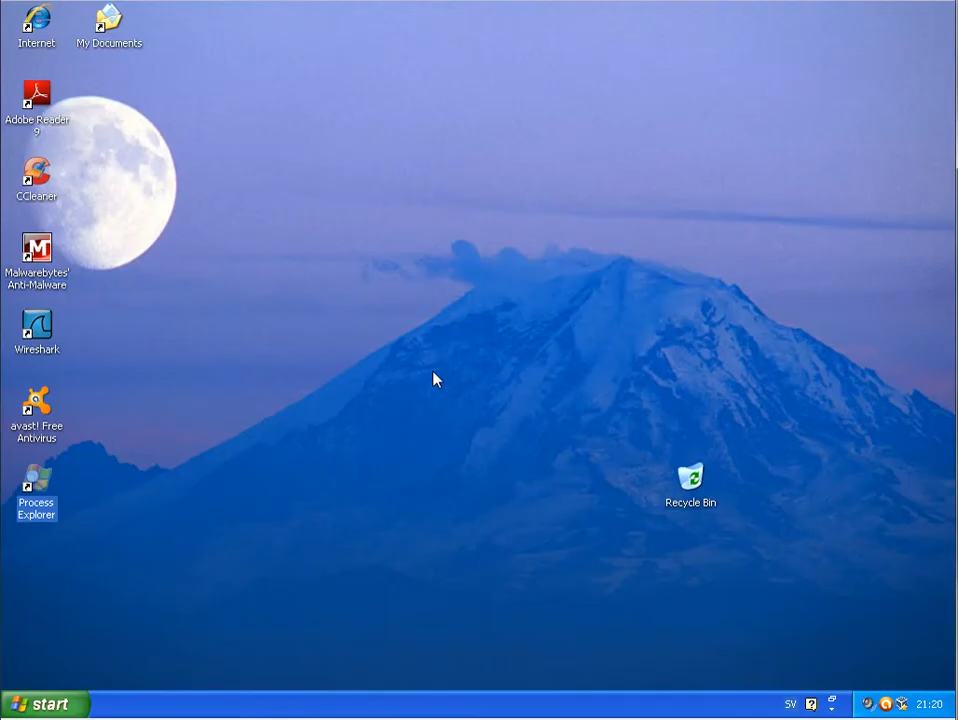 Internet
My Documents
Adobe Reader
9
CCleaner
Malwarebytes'
Anti-Malware
Wireshark
avast! Free
Antivirus
Process
Explorer
Recycle Bin
start
SV
21:20